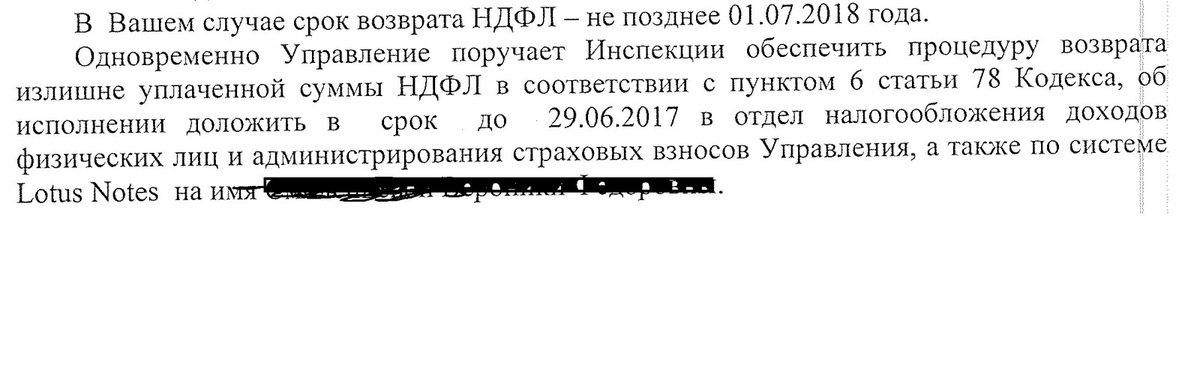 В Вашем случае срок возврата НДФЛ – не позднее 01.07.2018 года.
Одновременно Управление поручает Инспекции обеспечить процедуру возврата
излишне уплаченной суммы НДФЛ в соответствии с пунктом 6 статьи 78 Кодекса, об
исполнении доложить в срок до 29.06.2017 в отдел налогообложения доходов
физических лиц и администрирования страховых взносов Управления, а также по системе
Lotus Notes на имя